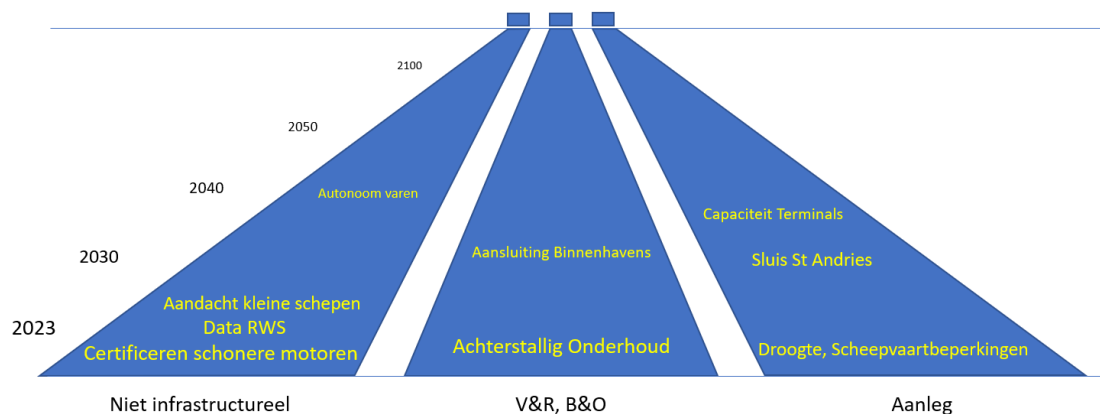 2100
2050
2040
Autonoom varen
Capaciteit Terminals
2030
Aansluiting Binnenhavens
Sluis St Andries
Aandacht kleine schepen
2023
Data RWS
Certificeren schonere motoren
Achterstallig Onderhoud
Droogte, Scheepvaartbeperkingen
Niet infrastructureel
V&R, B&O
Aanleg